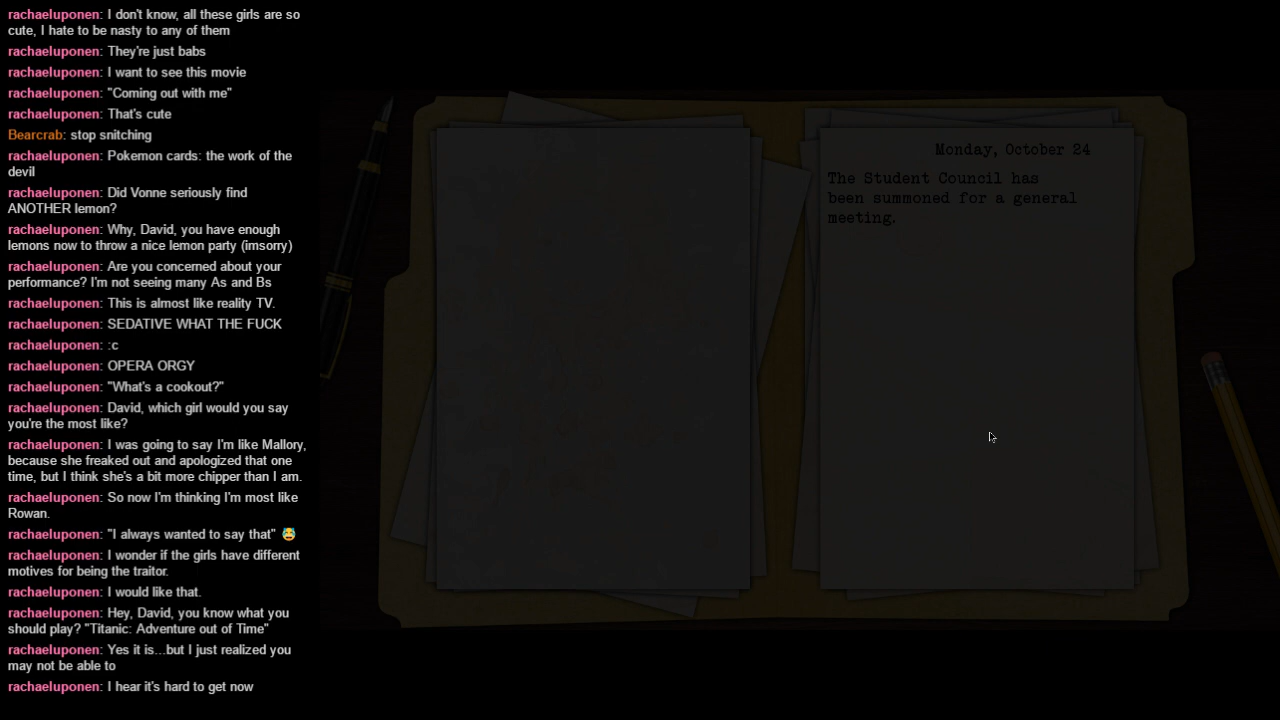 rachaeluponen: I don't know, all these girls are so
cute, I hate to be nasty to any of them
rachaeluponen: They're just babs
rachaeluponen: I want to see this movie
rachaeluponen: "Coming out with me"
rachaeluponen: That's cute
Bearcrab: stop snitching
rachaeluponen: Pokemon cards: the work of the
devil
rachaeluponen: Did Vonne seriously find
ANOTHER lemon?
rachaeluponen: Why, David, you have enough
lemons now to throw a nice lemon party (imsorry)
rachaeluponen: Are you concerned about your
performance? I'm not seeing many As and Bs
rachaeluponen: This is almost like reality TV.
rachaeluponen: SEDATIVE WHAT THE FUCK
rachaeluponen: :c
rachaeluponen: OPERA ORGY
rachaeluponen: "What's a cookout?"
rachaeluponen: David, which girl would you say
you're the most like?
rachaeluponen: I was going to say I'm like Mallory,
because she freaked out and apologized that one
time, but I think she's a bit more chipper than I am.
rachaeluponen: So now I'm thinking I'm most like
Rowan.
rachaeluponen: "I always wanted to say that" 😅
rachaeluponen: I wonder if the girls have different
motives for being the traitor.
rachaeluponen: I would like that.
rachaeluponen: Hey, David, you know what you
should play? "Titanic: Adventure out of Time"
rachaeluponen: Yes it is...but I just realized you
may not be able to
rachaeluponen: I hear it's hard to get now
Monday, October 24
The Student Council has
been summoned for a general
meeting.